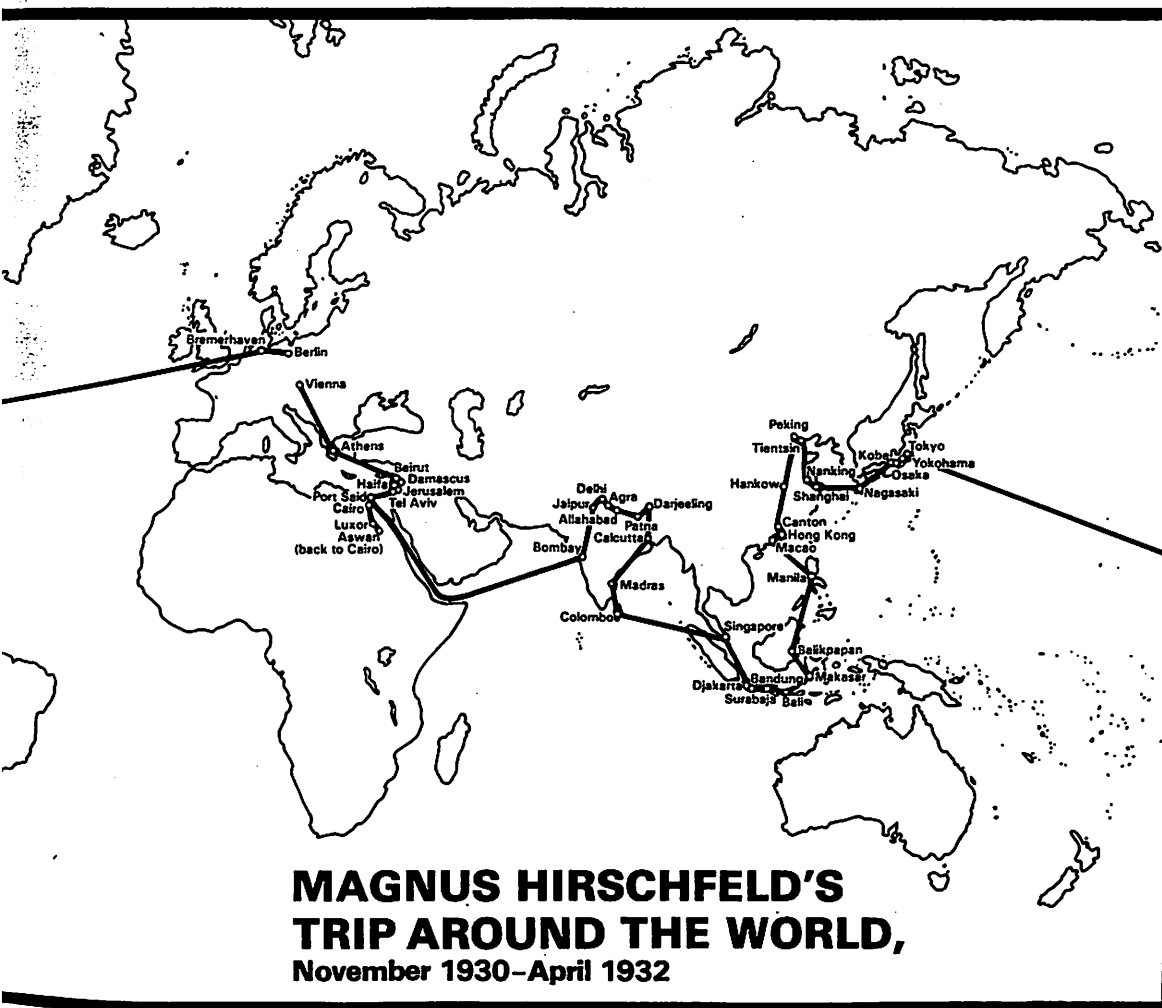 Bremerhaven
Berlin
Vienna
Athens
Beirut
Damascus
Haifa
Jerusalem
Port Said
Tel Aviv
Cairo
Luxor
Aswan
(back to Cairo)
Delhi
Agra
Jaipur
Darjeeling
Allahabad
Patna
Calcutta
Bombay
Madras
Colombo
Singapore
Djakarta
Bandung
Surabaja
Bali
Makasar
Balikpapan
Manila
Macao
Hong Kong
Canton
Hankow
Peking
Tientsin
Nanking
Shanghai
Nagasaki
Kobe
Osaka
Tokyo
Yokohama
MAGNUS HIRSCHFELD'S
TRIP AROUND THE WORLD,
November 1930–April 1932